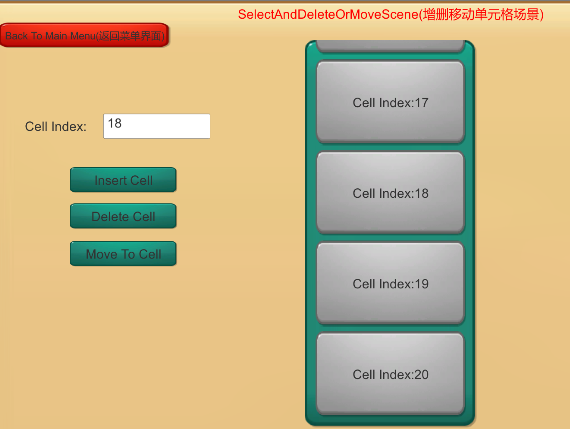 SelectAndDeleteOrMoveScene(增删移动单元格场景)
Back To Main Menu(返回菜单界面)
Cell Index: 18
Insert Cell
Delete Cell
Move To Cell
Cell Index:17
Cell Index:18
Cell Index:19
Cell Index:20